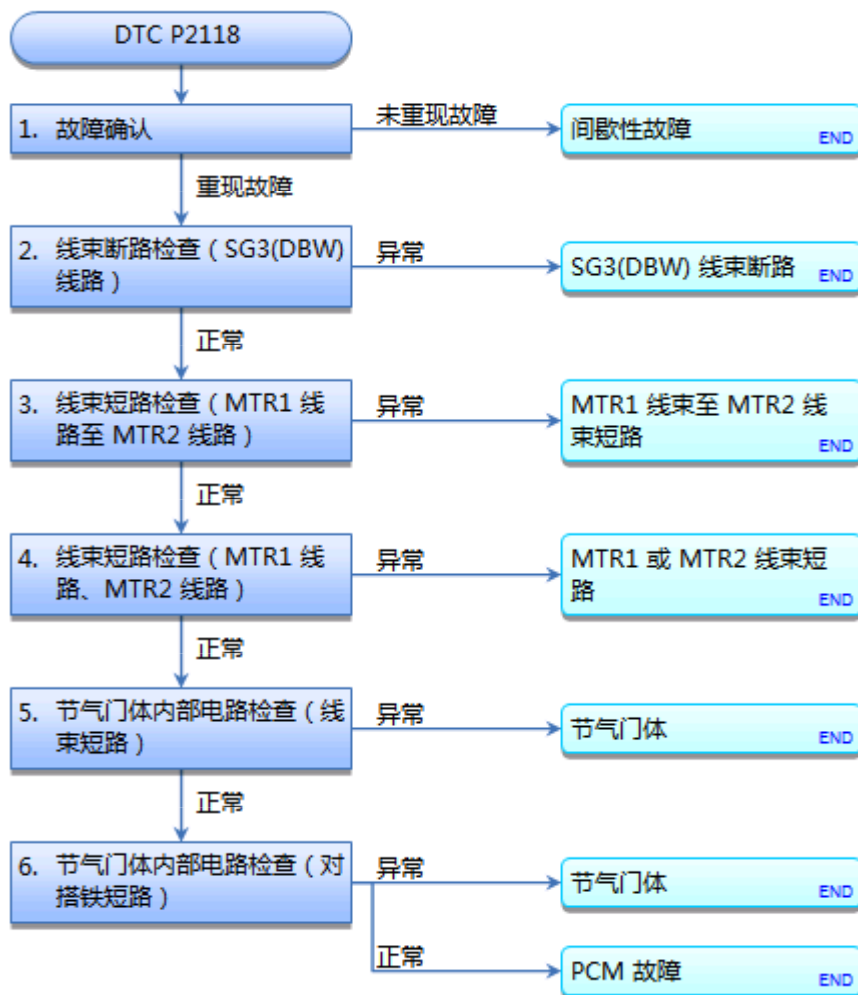 DTC P2118
1. 故障确认
未重现故障
间歇性故障
END
重现故障
2. 线束断路检查（SG3(DBW)
线路）
异常
SG3(DBW) 线束断路
END
正常
3. 线束短路检查（MTR1 线
路至 MTR2 线路）
异常
MTR1 线束至 MTR2 线
束短路
END
正常
4. 线束短路检查（MTR1 线
路、MTR2 线路）
异常
MTR1 或 MTR2 线束短
路
END
正常
5. 节气门体内部电路检查（线
束短路）
异常
节气门体
END
正常
6. 节气门体内部电路检查（对
搭铁短路）
异常
节气门体
END
正常
PCM 故障
END